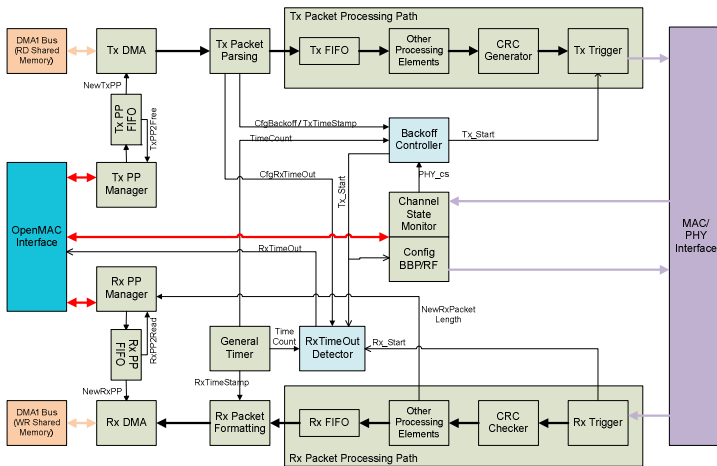 Tx Packet Processing Path
DMA1 Bus
(RD Shared
Memory)
Tx DMA
Tx Packet
Parsing
Tx FIFO
Other
Processing
Elements
CRC
Generator
Tx Trigger
NewTxPP
Tx PP
FIFO
TxPP2Free
CfgBackoff / TxTimeStamp
TimeCount
Backoff
Controller
Tx_Start
Tx PP
Manager
CfgRxTimeOut
Tx_Start
PHY_cs
OpenMAC
Interface
Channel
State
Monitor
MAC/
PHY
Interface
RxTimeOut
Config
BBP/RF
Rx PP
Manager
NewRxPacket
Length
Rx PP
FIFO
RxPP2Read
General
Timer
Time
Count
RxTimeOut
Detector
Rx_Start
NewRxPP
RxTimeStamp
DMA1 Bus
(WR Shared
Memory)
Rx DMA
Rx Packet
Formatting
Rx FIFO
Other
Processing
Elements
CRC
Checker
Rx Trigger
Rx Packet Processing Path